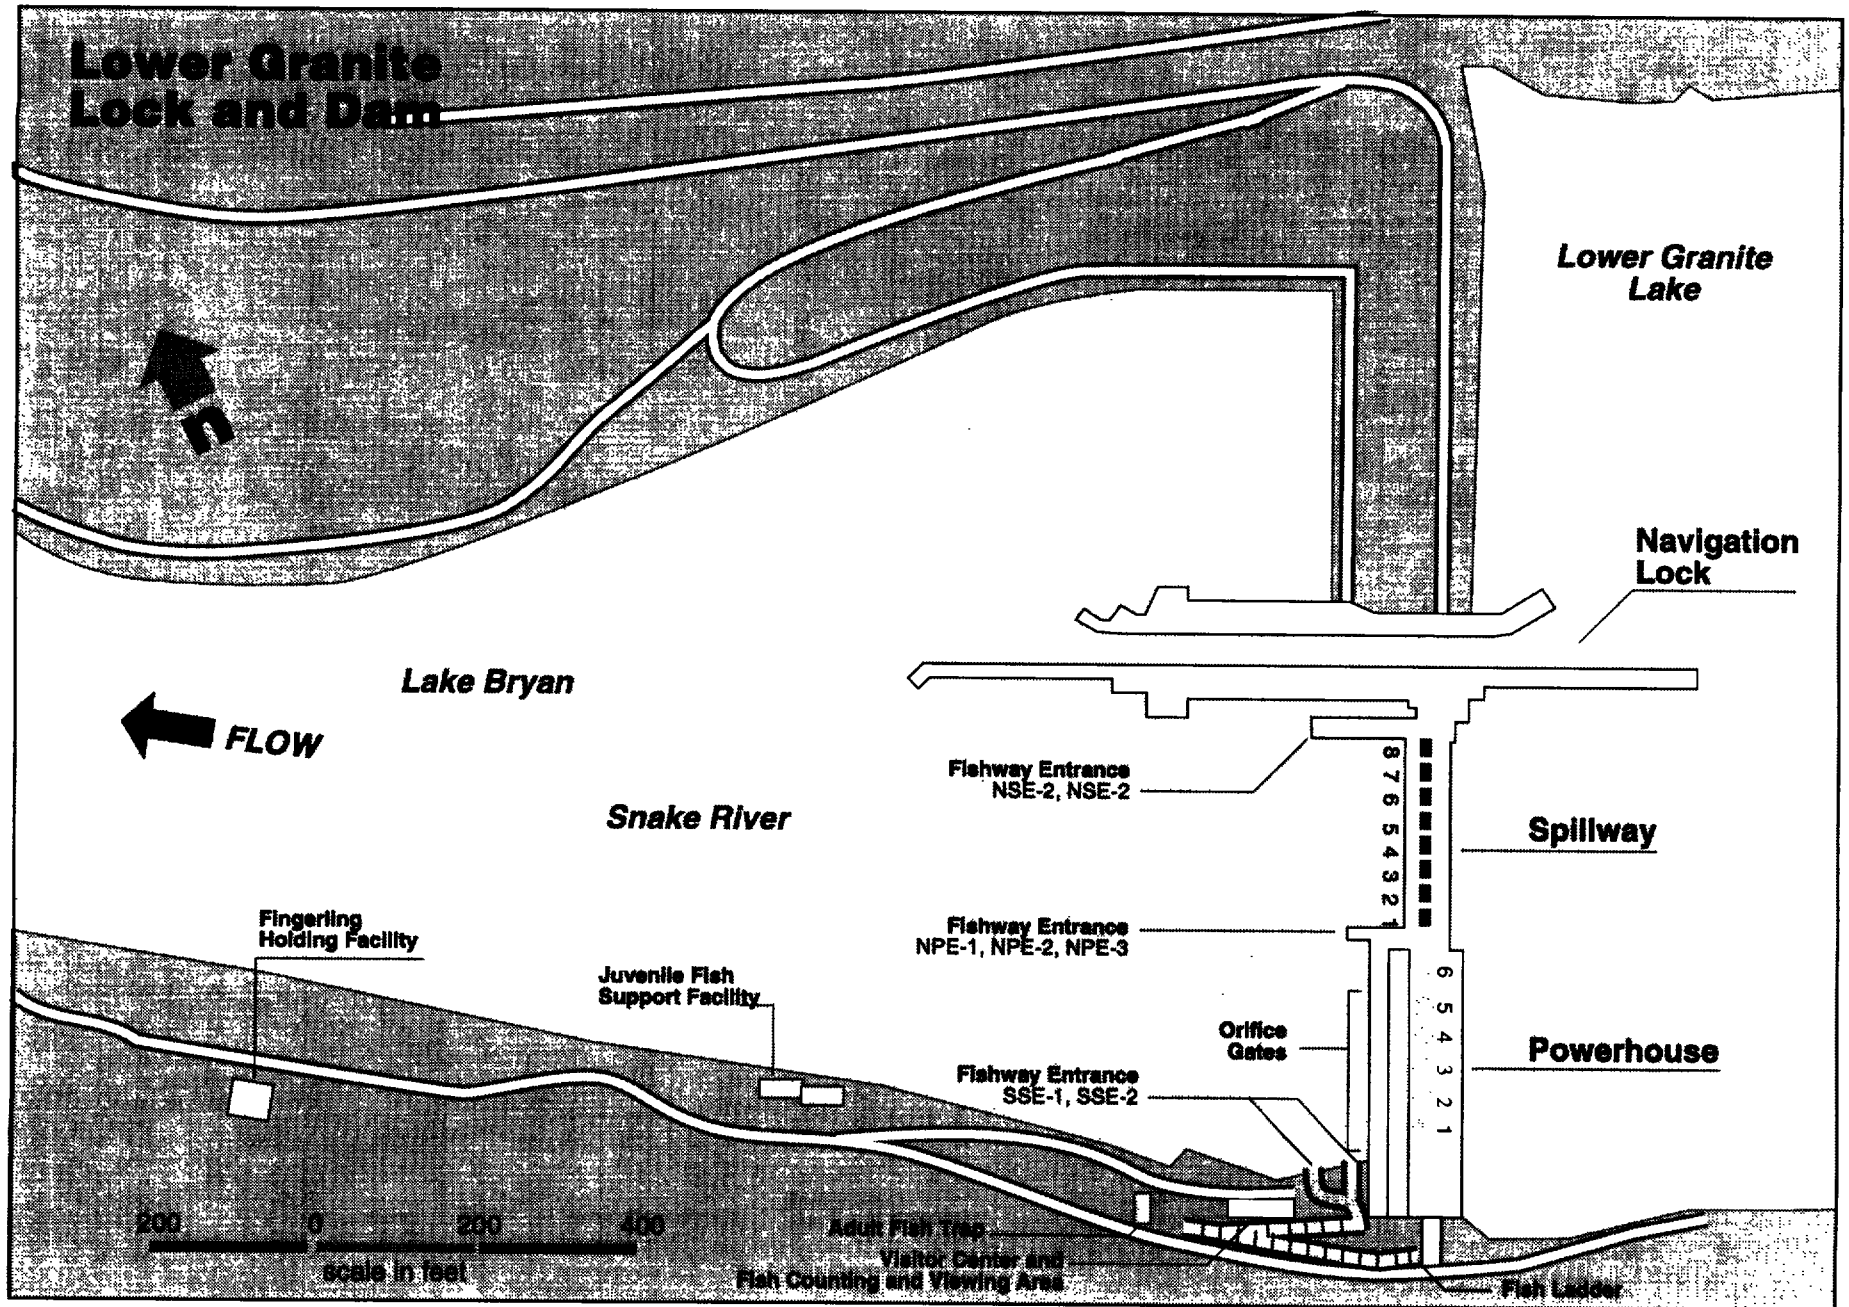 Lower Granite
Lock and Dam
Lower Granite
Lake
n
Navigation
Lock
Lake Bryan
FLOW
Fishway Entrance
NSE-2, NSE-2
8
7
6
5
4
3
2
1
Snake River
Spillway
Fingerling
Holding Facility
Fishway Entrance
NPE-1, NPE-2, NPE-3
Juvenile Fish
Support Facility
6
5
4
3
2
1
Orifice
Gates
Powerhouse
Fishway Entrance
SSE-1, SSE-2
200 0 200 400
scale in feet
Adult Fish Trap
Visitor Center and
Fish Counting and Viewing Area
Fish Ladder